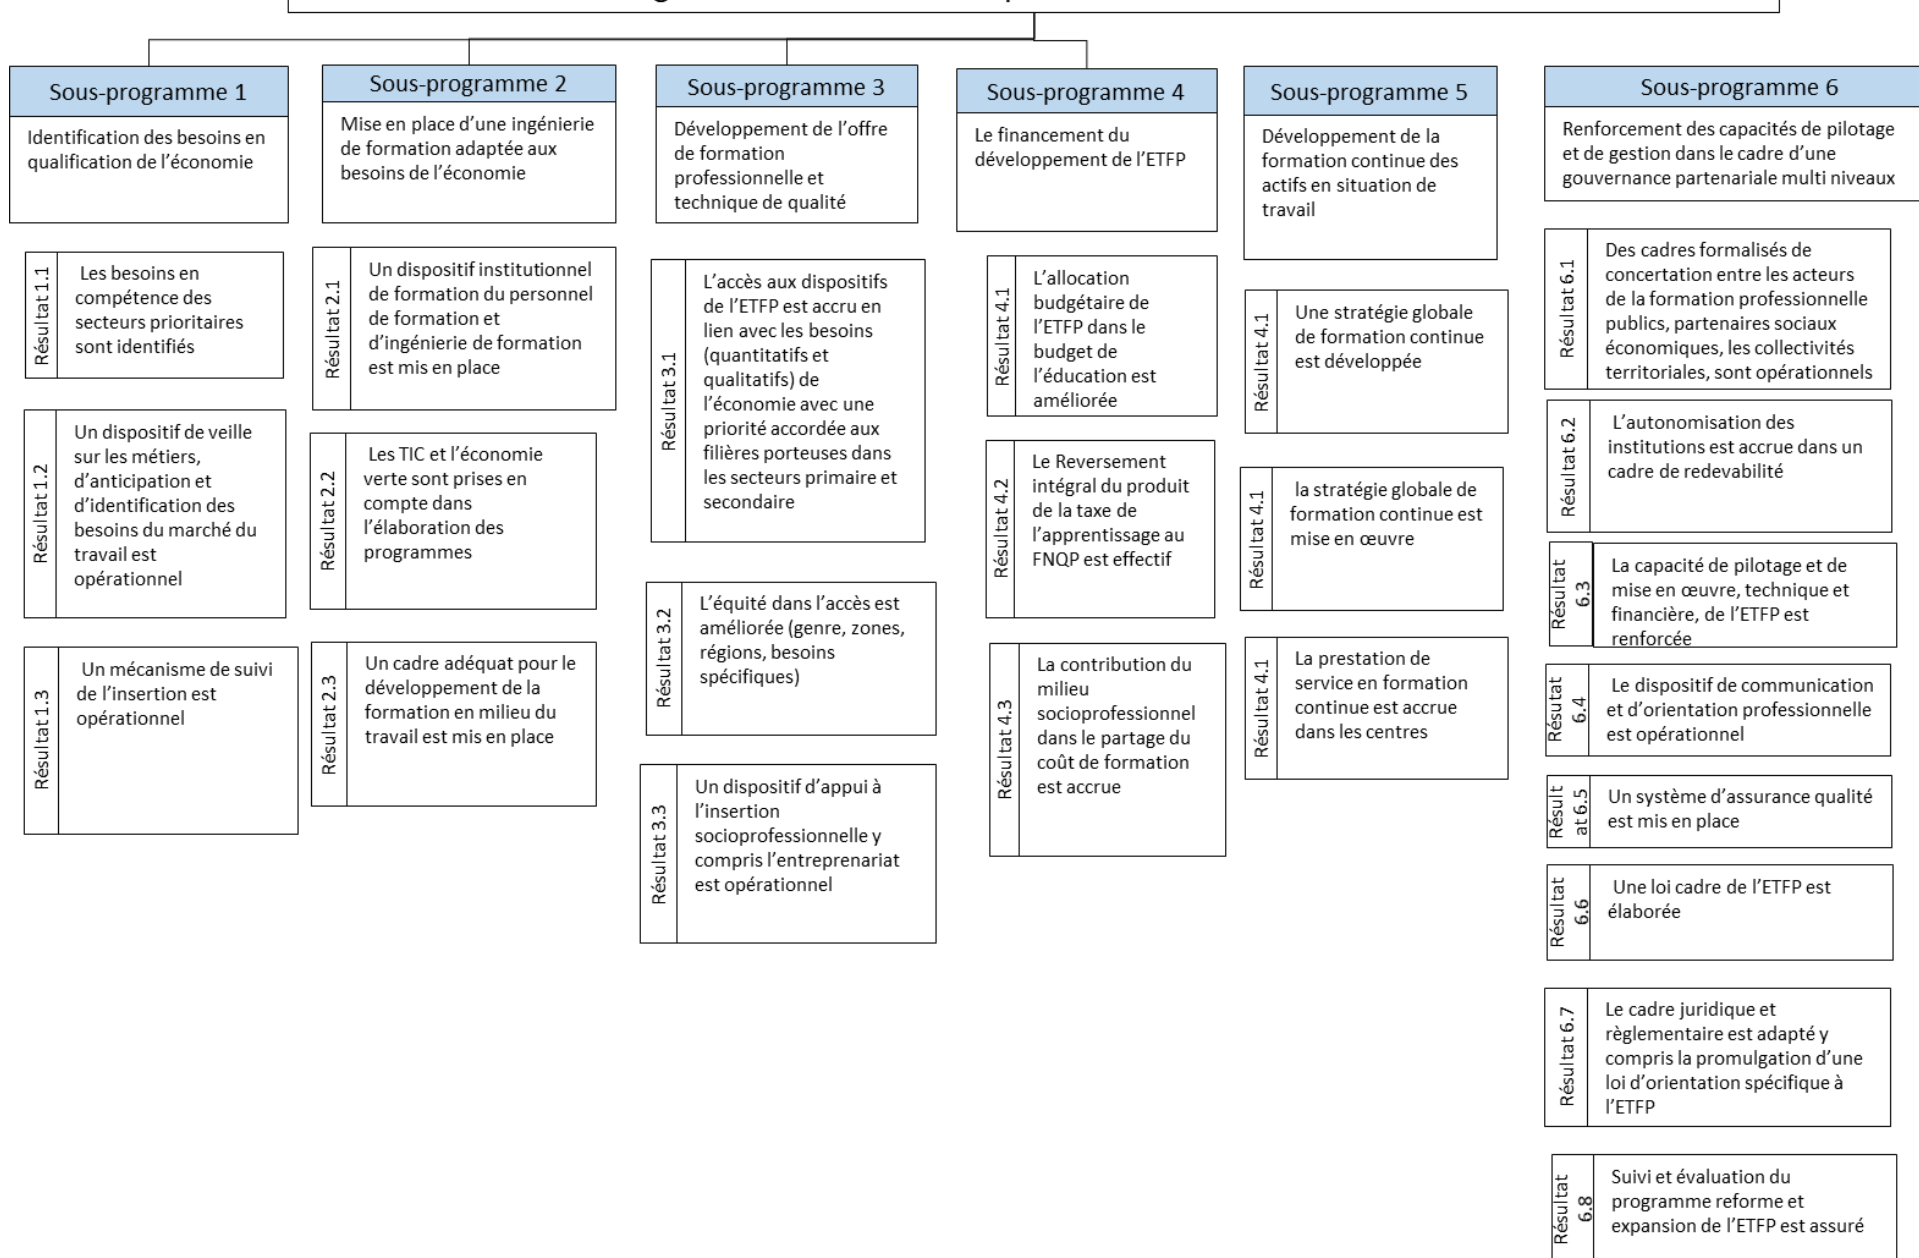 Sous-programme 1
Identification des besoins en
qualification de l'économie
Résultat 1.1
Les besoins en
compétence des
secteurs prioritaires
sont identifiés
Résultat 1.2
Un dispositif de veille
sur les métiers,
d'anticipation et
d'identification des
besoins du marché du
travail est
opérationnel
Résultat 1.3
Un mécanisme de suivi
de l'insertion est
opérationnel
Sous-programme 2
Mise en place d'une ingénierie
de formation adaptée aux
besoins de l'économie
Résultat 2.1
Un dispositif institutionnel
de formation du personnel
de formation et
d'ingénierie de formation
est mis en place
Résultat 2.2
Les TIC et l'économie
verte sont prises en
compte dans
l'élaboration des
programmes
Résultat 2.3
Un cadre adéquat pour le
développement de la
formation en milieu du
travail est mis en place
Sous-programme 3
Développement de l'offre
de formation
professionnelle et
technique de qualité
Résultat 3.1
L'accès aux dispositifs
de l'ETFP est accru en
lien avec les besoins
(quantitatifs et
qualitatifs) de
l'économie avec une
priorité accordée aux
filières porteuses dans
les secteurs primaire et
secondaire
Résultat 3.2
L'équité dans l'accès est
améliorée (genre, zones,
régions, besoins
spécifiques)
Résultat 3.3
Un dispositif d'appui à
l'insertion
socioprofessionnelle y
compris l'entreprenariat
est opérationnel
Sous-programme 4
Le financement du
développement de l'ETFP
Résultat 4.1
L'allocation
budgétaire de
l'ETFP dans le
budget de
l'éducation est
améliorée
Résultat 4.2
Le Reversement
intégral du produit
de la taxe de
l'apprentissage au
FNQP est effectif
Résultat 4.3
La contribution du
milieu
socioprofessionnel
dans le partage du
coût de formation
est accrue
Sous-programme 5
Développement de la
formation continue des
actifs en situation de
travail
Résultat 4.1
Une stratégie globale
de formation continue
est développée
Résultat 4.1
la stratégie globale de
formation continue est
mise en œuvre
Résultat 4.1
La prestation de
service en formation
continue est accrue
dans les centres
Sous-programme 6
Renforcement des capacités de pilotage
et de gestion dans le cadre d'une
gouvernance partenariale multi niveaux
Résultat 6.1
Des cadres formalisés de
concertation entre les acteurs
de la formation professionnelle
publics, partenaires sociaux
économiques, les collectivités
territoriales, sont opérationnels
Résultat 6.2
L'autonomisation des
institutions est accrue dans un
cadre de redevabilité
Résultat
6.3
La capacité de pilotage et de
mise en œuvre, technique et
financière, de l'ETFP est
renforcée
Résutat
6.4
Le dispositif de communication
et d'orientation professionnelle
est opérationnel
Résult
at 6.5
Un système d'assurance qualité
est mis en place
Résultat
6.6
Une loi cadre de l'ETFP est
élaborée
Résultat 6.7
Le cadre juridique et
règlementaire est adapté y
compris la promulgation d'une
loi d'orientation spécifique à
l'ETFP
Résultat
6.8
Suivi et évaluation du
programme reforme et
expansion de l'ETFP est assuré